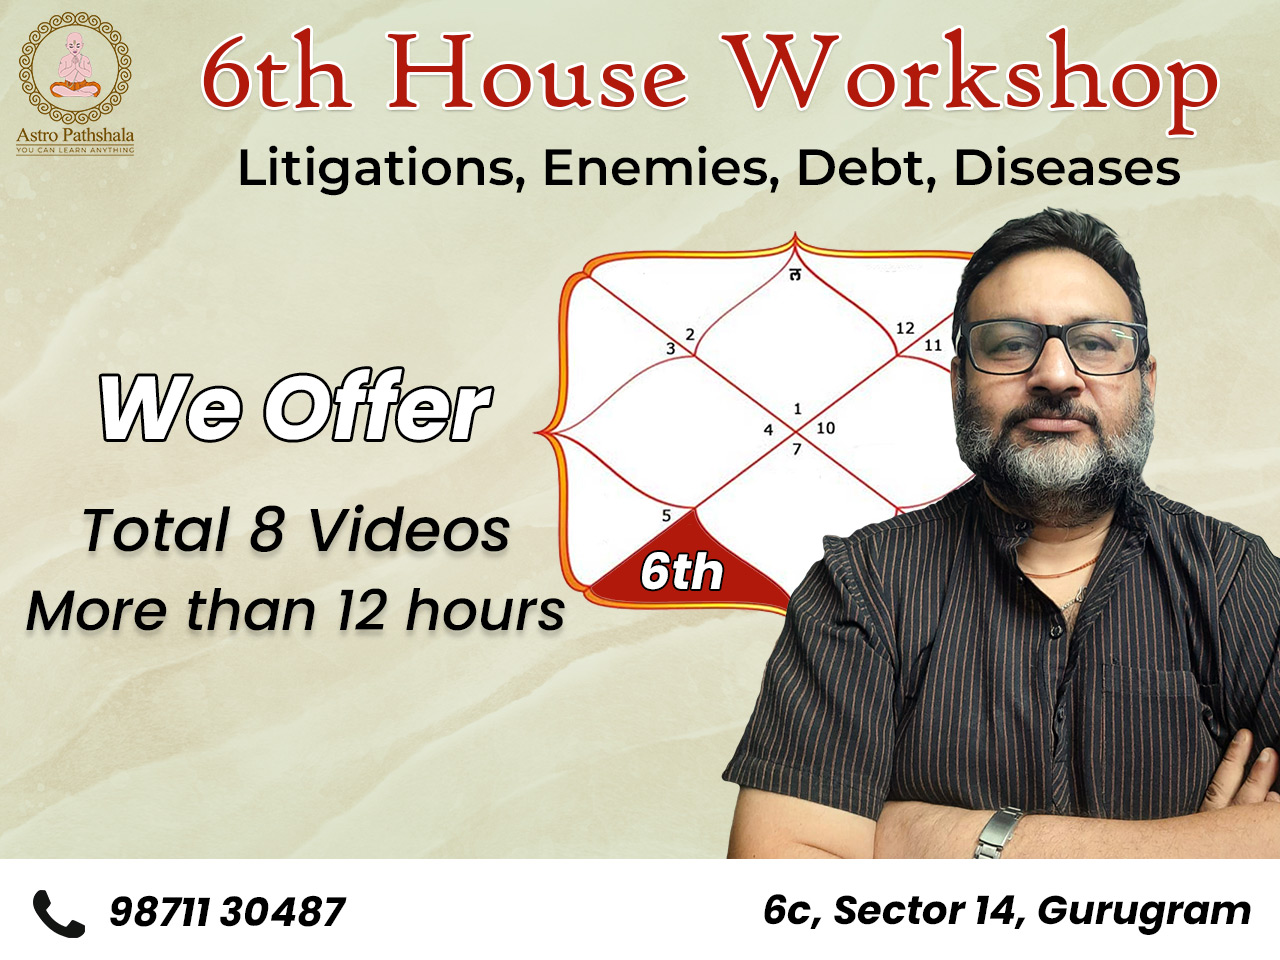 6th House Workshop
Astro Pathshala
YOU CAN LEARN ANYTHING
Litigations, Enemies, Debt, Diseases
ल
2
12
3
11
We Offer
1
4
10
7
5
Total 8 Videos
6th
More than 12 hours
98711 30487
6c, Sector 14, Gurugram